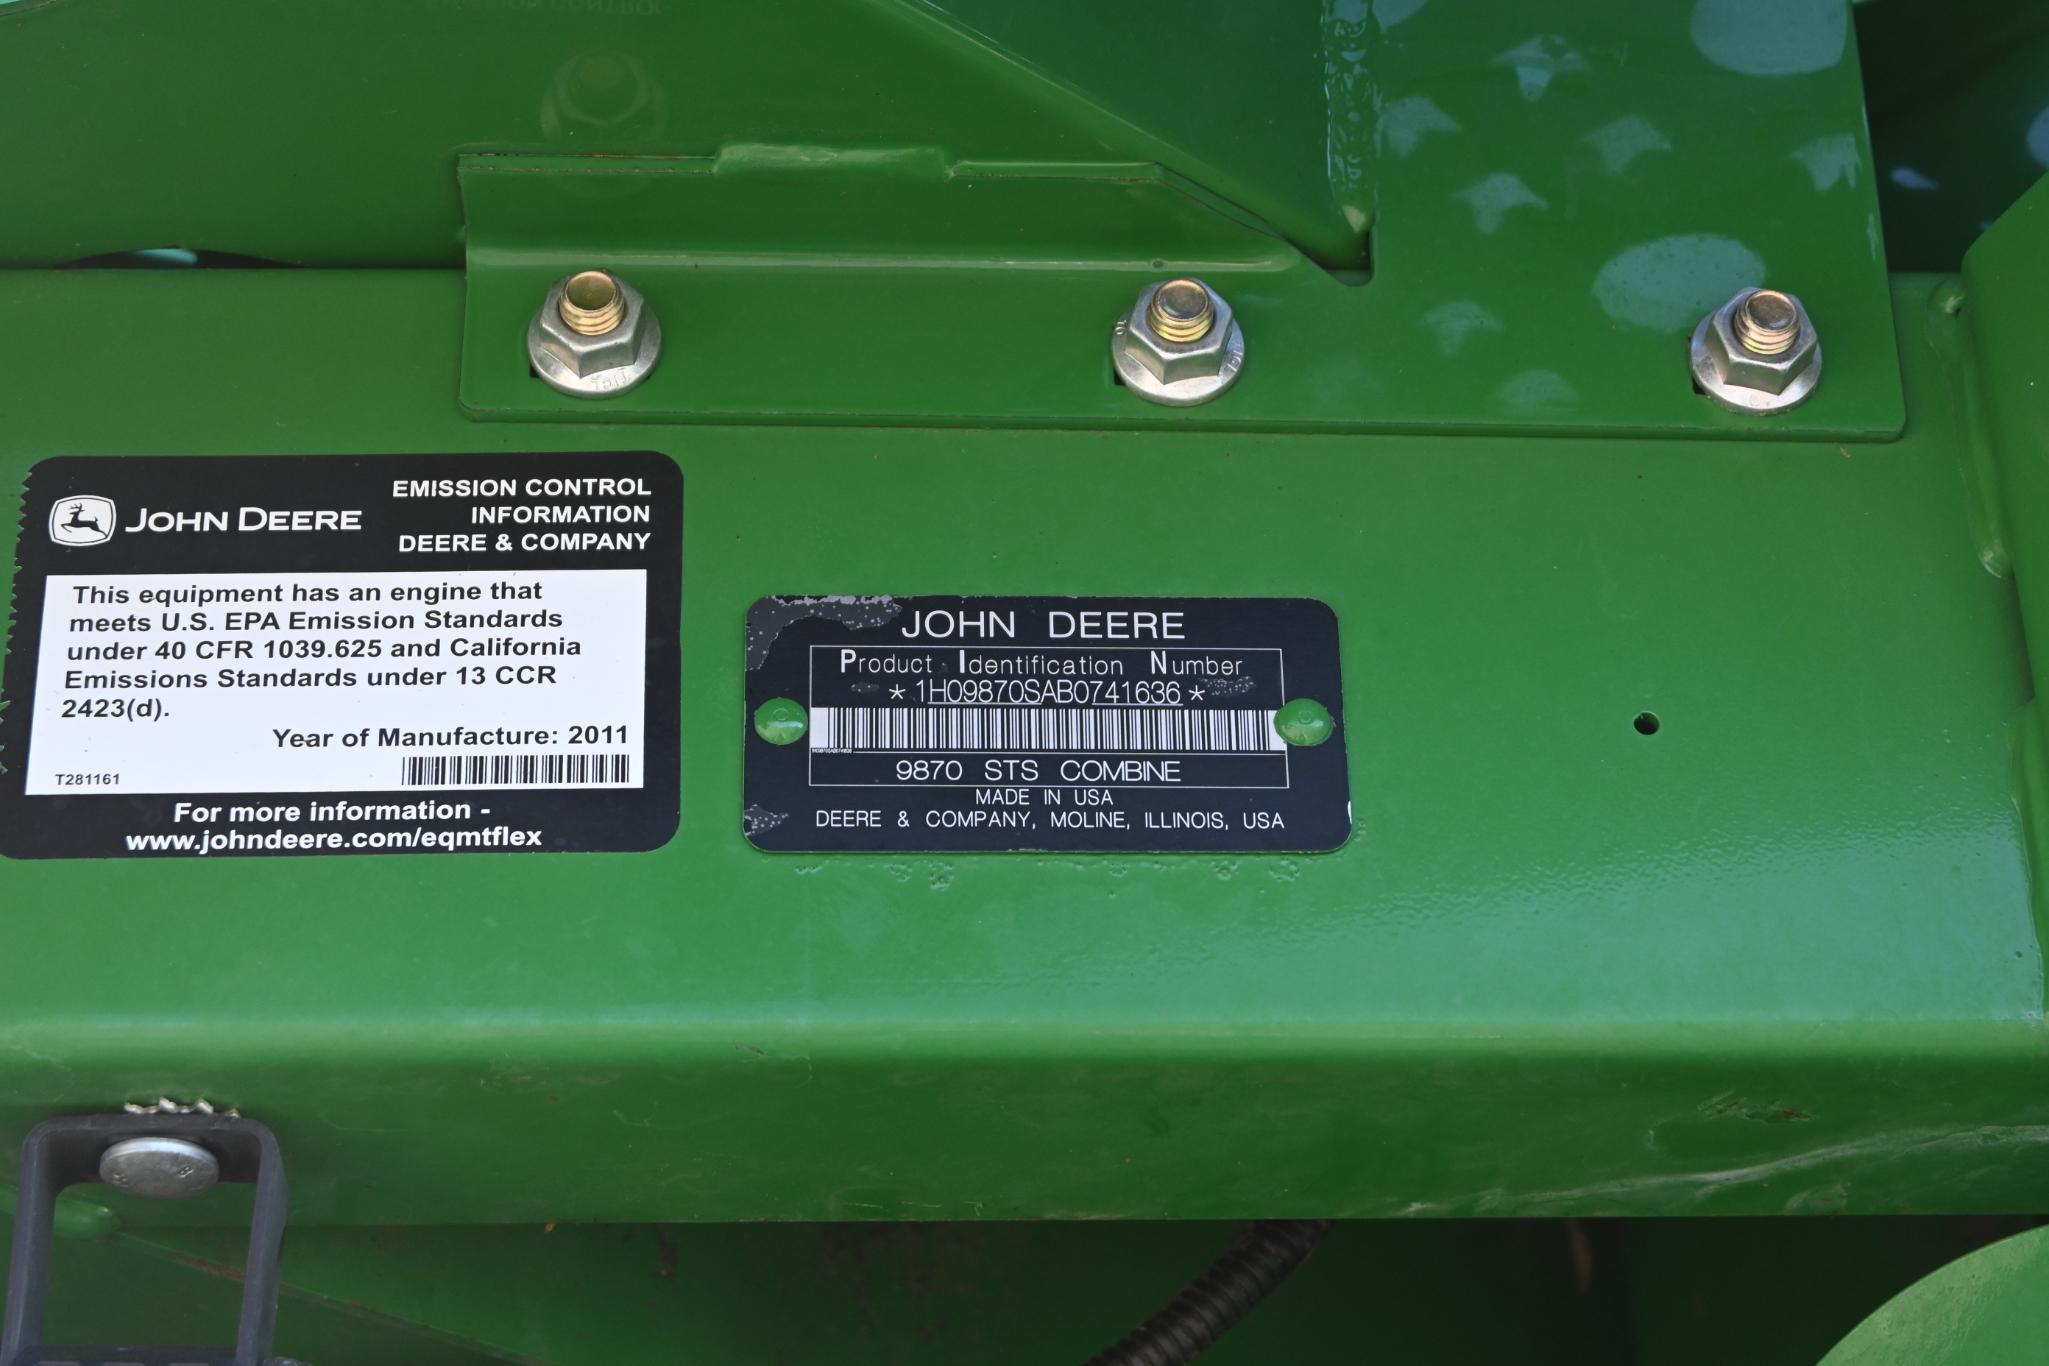 JOHN DEERE
EMISSION CONTROL
INFORMATION
DEERE & COMPANY
This equipment has an engine that
meets U.S. EPA Emission Standards
under 40 CFR 1039.625 and California
Emissions Standards under 13 CCR
2423(d).
Year of Manufacture: 2011
T281161
For more information -
www.johndeere.com/eqmtflex
JOHN DEERE
Product Identification Number
*1H09870SAB0741636*
9870 STS COMBINE
MADE IN USA
DEERE & COMPANY, MOLINE, ILLINOIS, USA